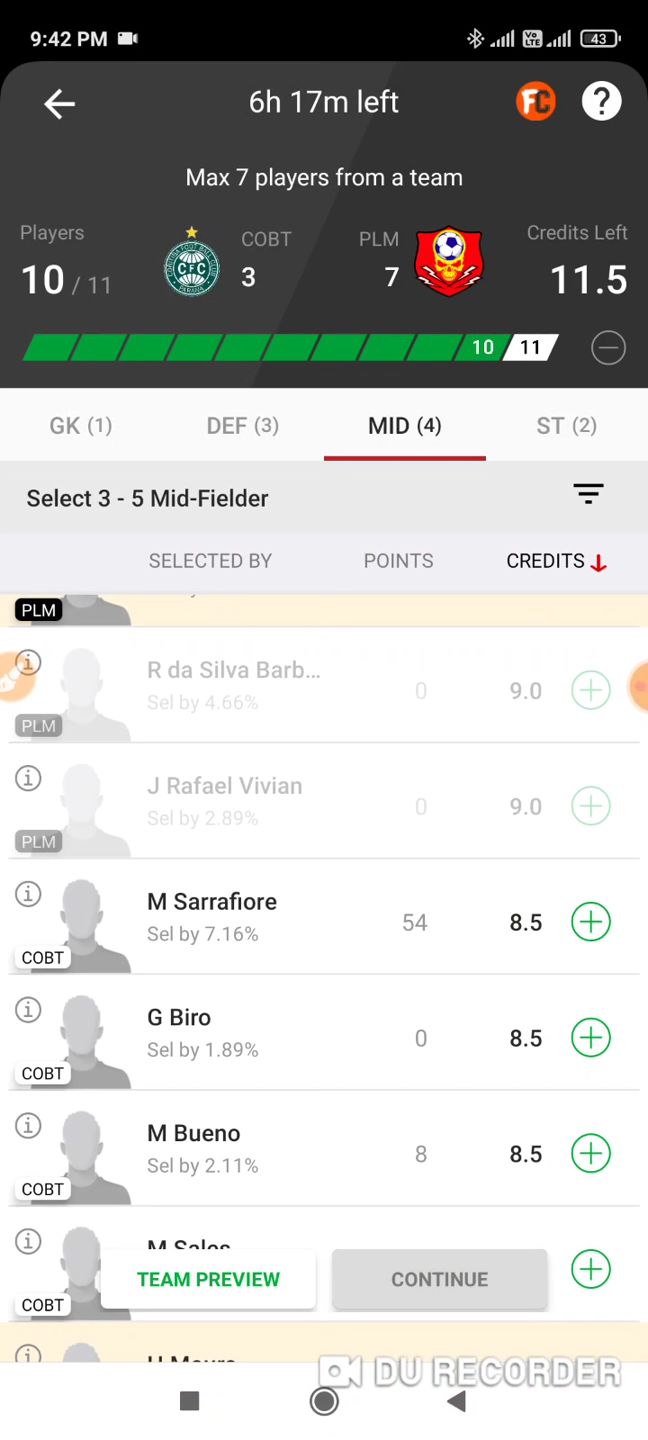 9:42 PM
Vo LTE
43
6h 17m left
FC
?
Max 7 players from a team
Players
COBT
PLM
Credits Left
10 / 11
3
7
11.5
CFC
10
11
GK (1)
DEF (3)
MID (4)
ST (2)
Select 3 - 5 Mid-Fielder
SELECTED BY
POINTS
CREDITS
PLM
R da Silva Barb...
Sel by 4.66%
0
9.0
PLM
J Rafael Vivian
Sel by 2.89%
0
9.0
PLM
M Sarrafiore
Sel by 7.16%
54
8.5
COBT
G Biro
Sel by 1.89%
0
8.5
COBT
M Bueno
Sel by 2.11%
8
8.5
COBT
M Sales
COBT
TEAM PREVIEW
CONTINUE
DU RECORDER